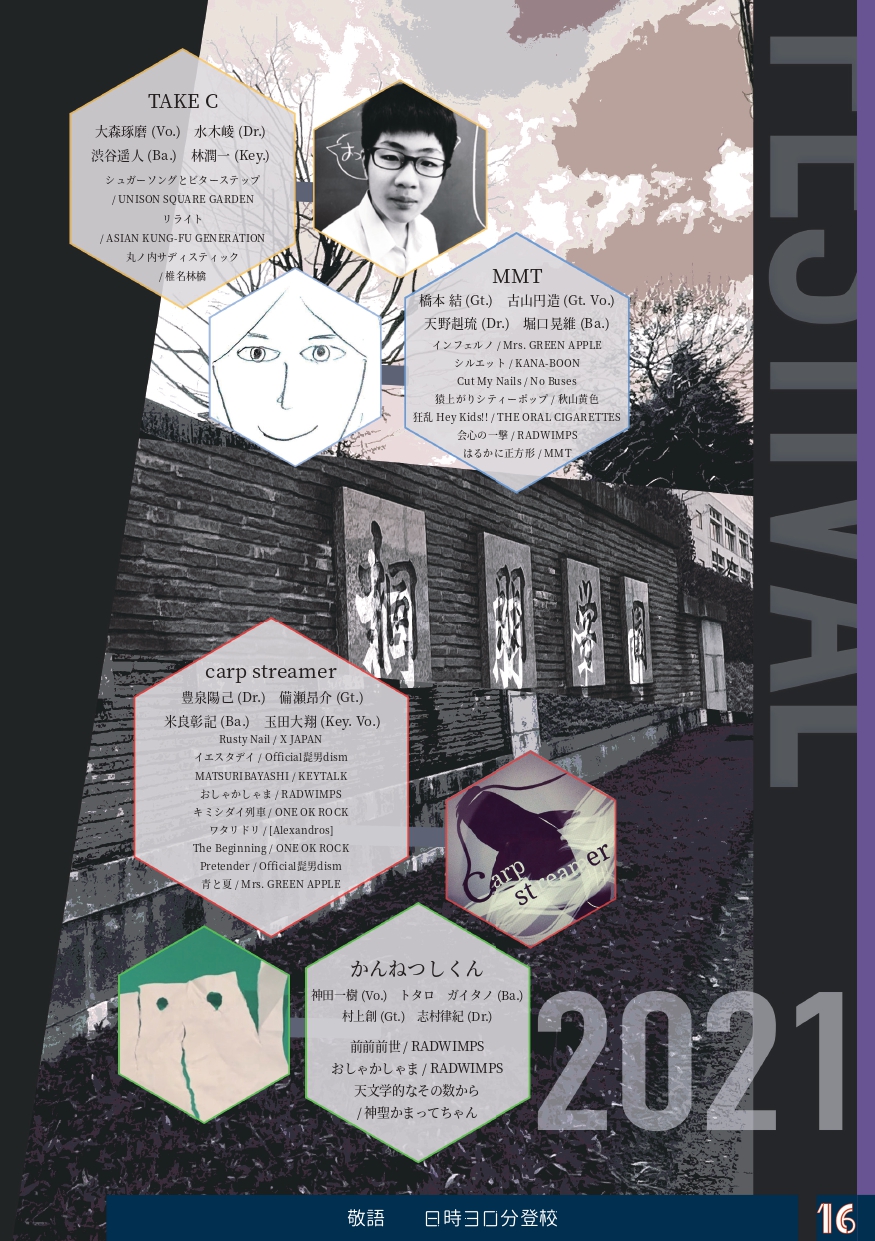 TAKE C
大森琢磨 (Vo.) 水木崚 (Dr.)
渋谷遥人 (Ba.) 林潤一 (Key.)
シュガーソングとビターステップ
/ UNISON SQUARE GARDEN
リライト
/ ASIAN KUNG-FU GENERATION
丸ノ内サディスティック
/ 椎名林檎
MMT
橋本 結 (Gt.) 古山円造 (Gt. Vo.)
天野趙琉 (Dr.) 堀口晃維 (Ba.)
インフェルノ / Mrs. GREEN APPLE
シルエット / KANA-BOON
Cut My Nails / No Buses
猿上がりシティーポップ / 秋山黄色
狂乱 Hey Kids!! / THE ORAL CIGARETTES
会心の一撃 / RADWIMPS
はるかに正方形 / MMT
桐朋学園
carp streamer
豊泉陽己 (Dr.) 備瀬昂介 (Gt.)
米良彰記 (Ba.) 玉田大翔 (Key. Vo.)
Rusty Nail / X JAPAN
イエスタデイ / Official髭男dism
MATSURIBAYASHI / KEYTALK
おしゃかしゃま / RADWIMPS
キミシダイ列車 / ONE OK ROCK
ワタリドリ / [Alexandros]
The Beginning / ONE OK ROCK
Pretender / Official髭男dism
青と夏 / Mrs. GREEN APPLE
Carp
streamer
かんねつしくん
神田一樹 (Vo.) トタロ ガイタノ (Ba.)
村上創 (Gt.) 志村律紀 (Dr.)
前前前世 / RADWIMPS
おしゃかしゃま / RADWIMPS
天文学的なその数から
/ 神聖かまってちゃん
FESTIVAL
2021
敬語 8時30分登校
16